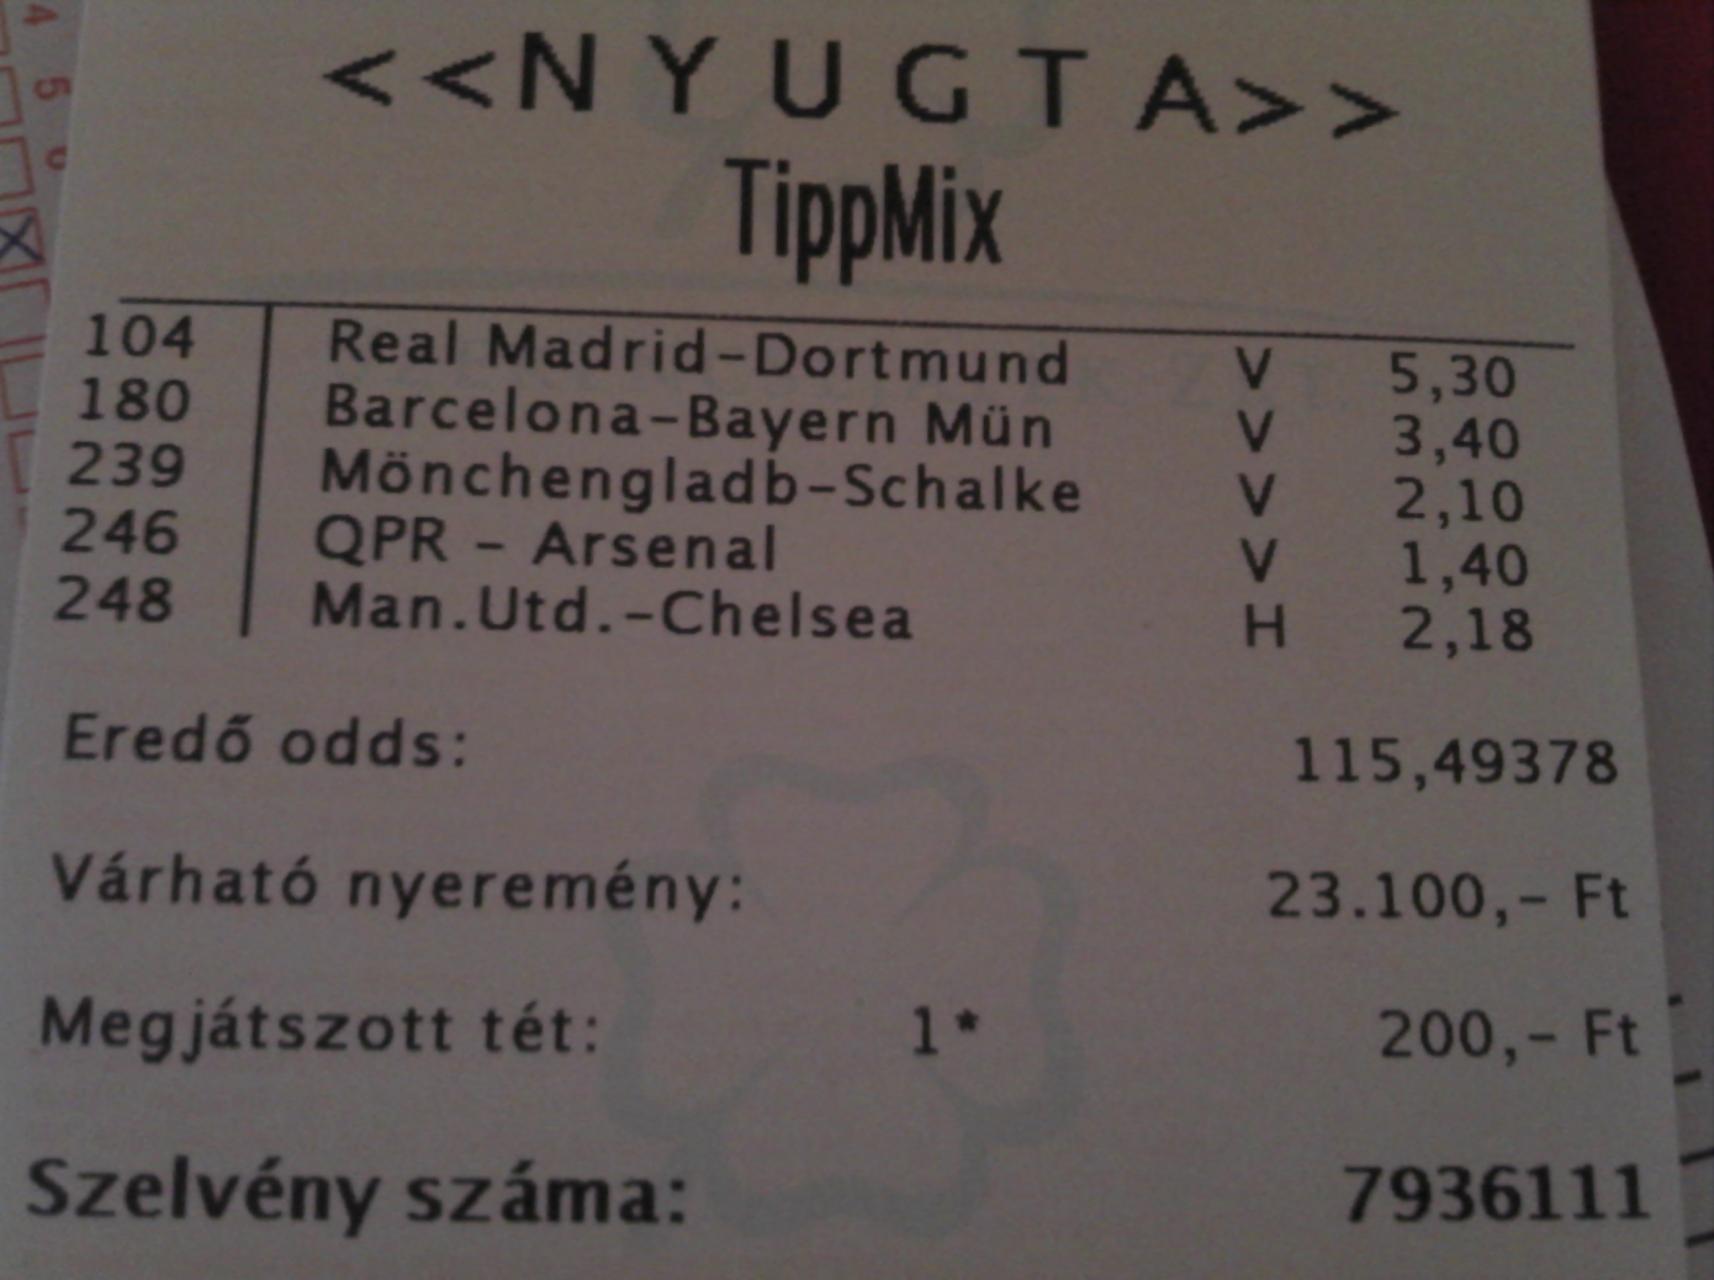 <<NYUGTA>>
TippMix
104 Real Madrid-Dortmund V 5,30
180 Barcelona-Bayern Mün V 3,40
239 Mönchengladb-Schalke V 2,10
246 QPR - Arsenal V 1,40
248 Man.Utd.-Chelsea H 2,18
Eredő odds: 115,49378
Várható nyeremény: 23.100,- Ft
Megjátszott tét: 1* 200,- Ft
Szelvény száma: 7936111